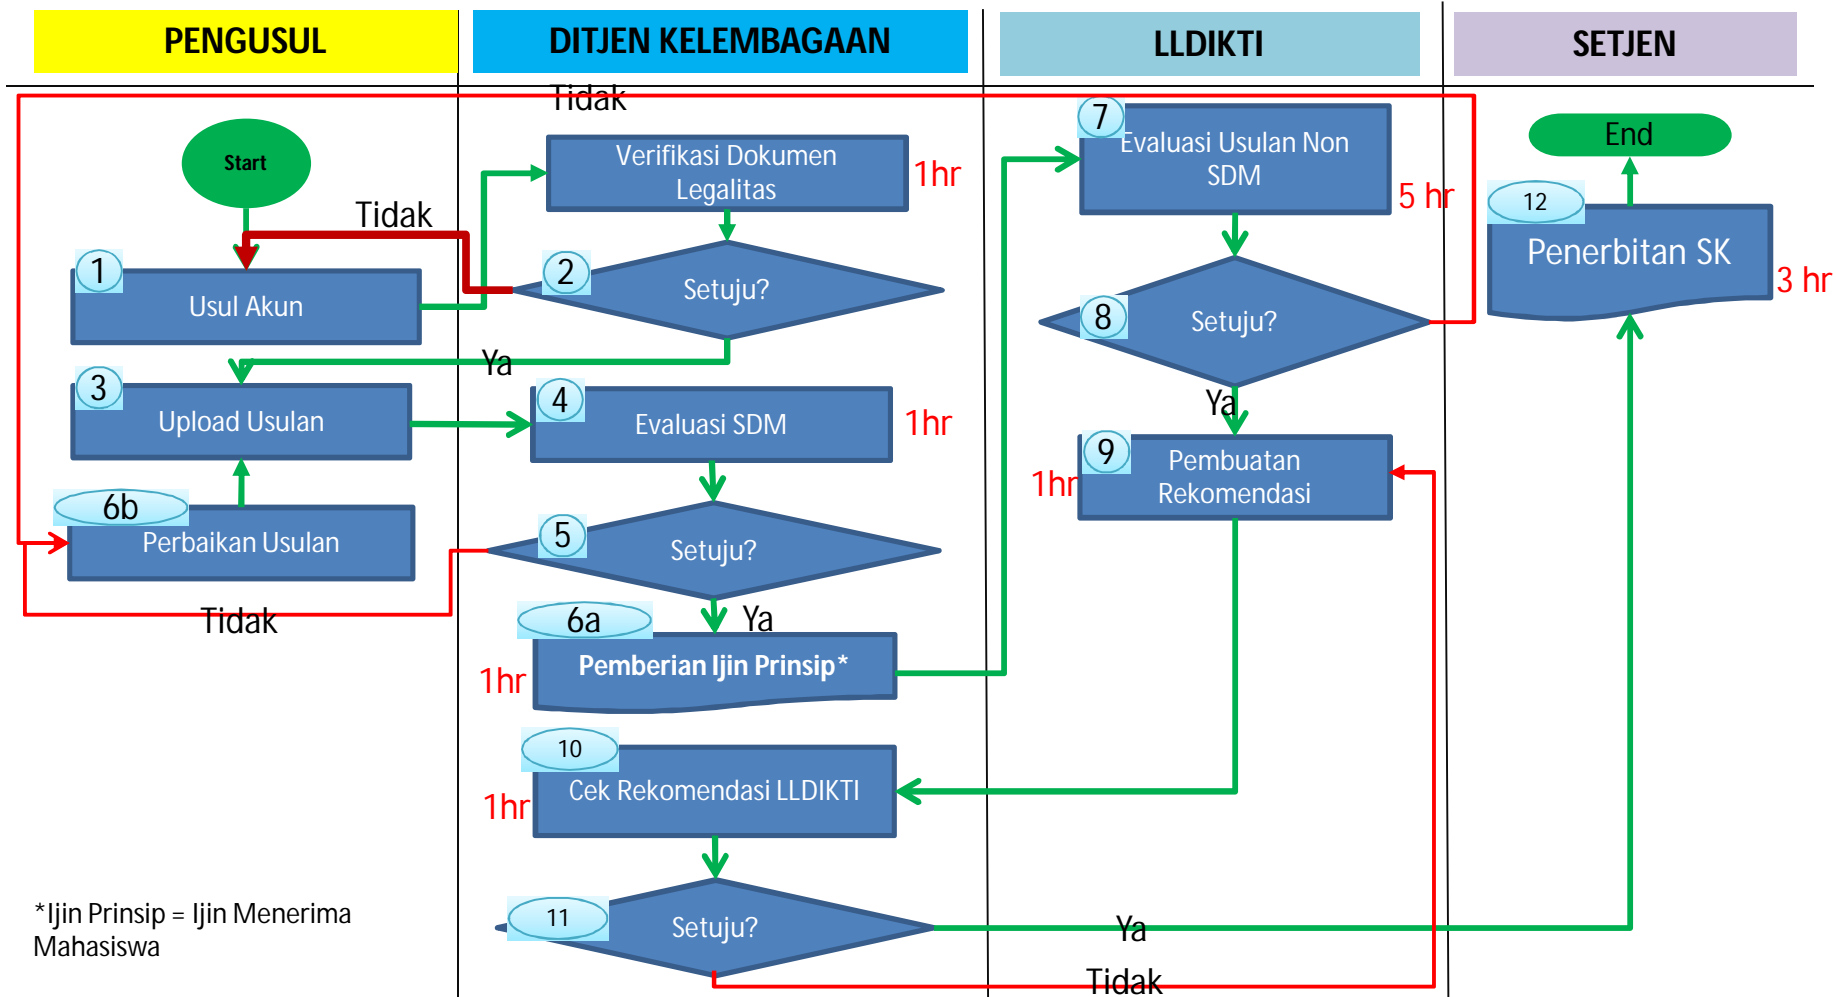 PENGUSUL
DITJEN KELEMBAGAAN
LLDIKTI
SETJEN
Tidak
Start
Verifikasi Dokumen
Legalitas
1hr
7
Evaluasi Usulan Non
SDM
5 hr
End
12
Penerbitan SK
3 hr
Tidak
1
Usul Akun
2
Setuju?
8
Setuju?
Ya
3
Upload Usulan
4
Evaluasi SDM
1hr
Ya
9
Pembuatan
Rekomendasi
1hr
6b
Perbaikan Usulan
5
Setuju?
Tidak
Ya
6a
Pemberian Ijin Prinsip*
1hr
10
Cek Rekomendasi LLDIKTI
1hr
11
Setuju?
Ya
Tidak
*Ijin Prinsip = Ijin Menerima
Mahasiswa